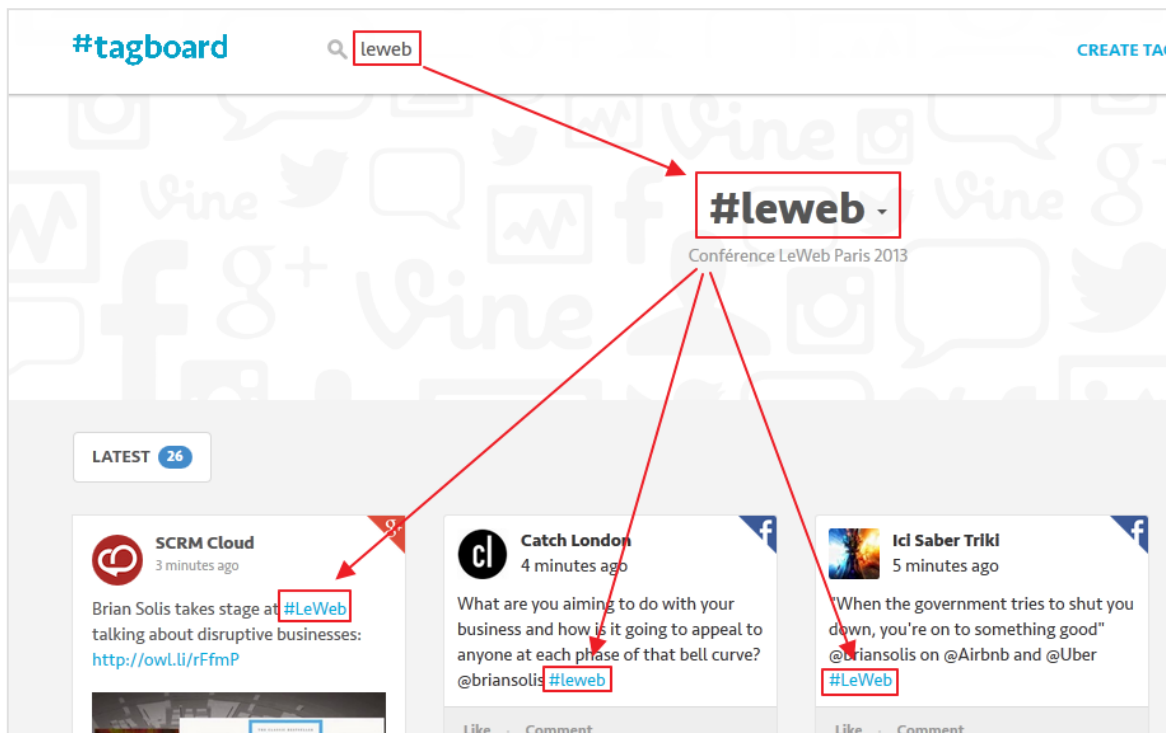 #tagboard
leweb
CREATE TAG
#leweb
Conférence LeWeb Paris 2013
LATEST 26
SCRM Cloud
3 minutes ago
Brian Solis takes stage at #LeWeb
talking about disruptive businesses:
http://owl.li/rFfmP
Catch London
4 minutes ago
What are you aiming to do with your
business and how is it going to appeal to
anyone at each phase of that bell curve?
@briansolis #leweb
Like · Comment
Ici Saber Triki
5 minutes ago
"When the government tries to shut you
down, you're on to something good"
@briansolis on @Airbnb and @Uber
#LeWeb
Like · Comment